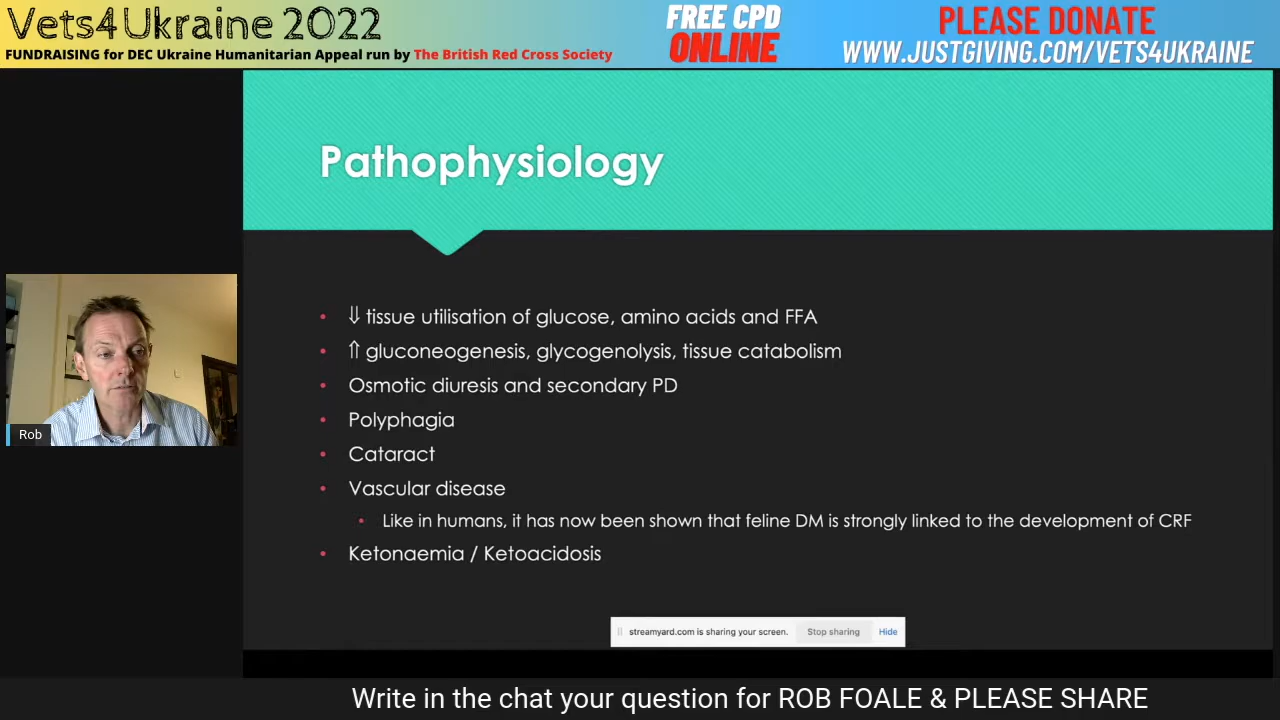 Vets4Ukraine 2022
FUNDRAISING for DEC Ukraine Humanitarian Appeal run by The British Red Cross Society
FREE CPD
ONLINE
PLEASE DONATE
WWW.JUSTGIVING.COM/VETS4UKRAINE
Pathophysiology
• ⇓ tissue utilisation of glucose, amino acids and FFA
• ⇑ gluconeogenesis, glycogenolysis, tissue catabolism
• Osmotic diuresis and secondary PD
• Polyphagia
• Cataract
• Vascular disease
• Like in humans, it has now been shown that feline DM is strongly linked to the development of CRF
• Ketonaemia / Ketoacidosis
Rob
streamyard.com is sharing your screen. Stop sharing Hide
Write in the chat your question for ROB FOALE & PLEASE SHARE